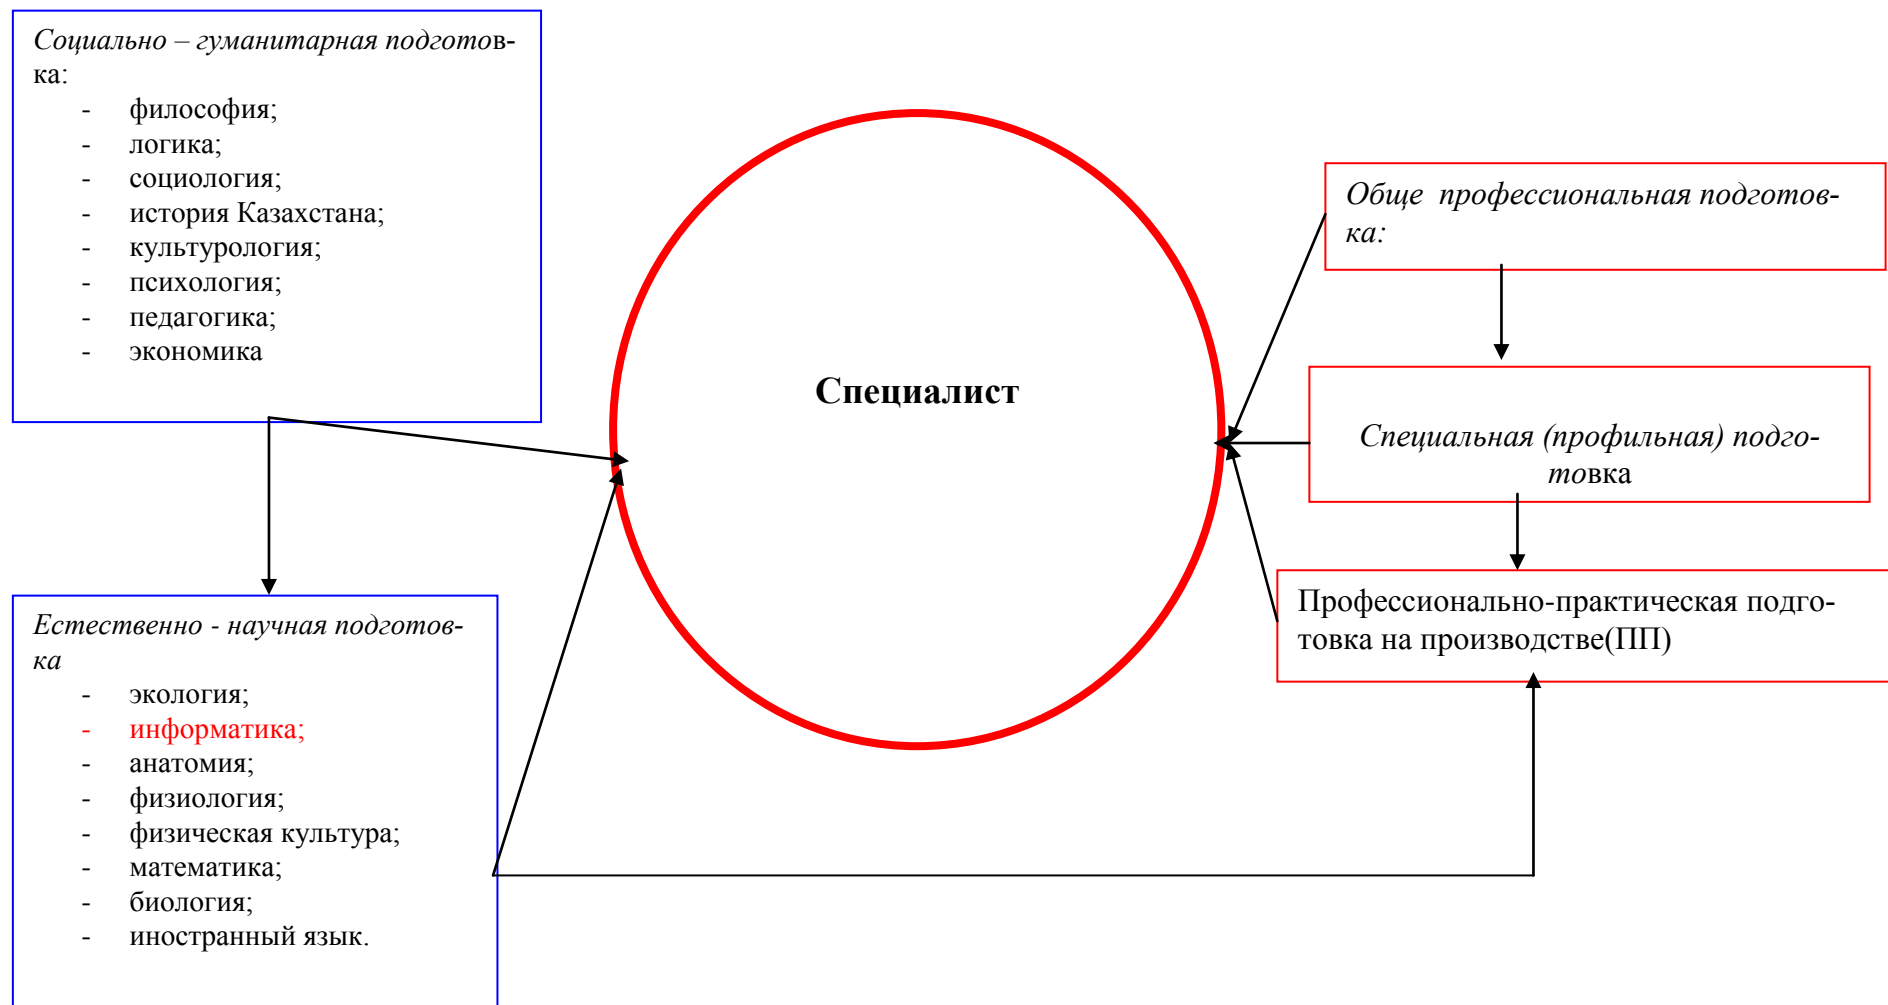 Социально – гуманитарная подготов-
ка:
- философия;
- логика;
- социология;
- история Казахстана;
- культурология;
- психология;
- педагогика;
- экономика
Специалист
Обще  профессиональная подготов-
ка:
Специальная (профильная) подго-
товка
Профессионально-практическая подго-
товка на производстве(ПП)
Естественно - научная подготов-
ка
- экология;
- информатика;
- анатомия;
- физиология;
- физическая культура;
- математика;
- биология;
- иностранный язык.